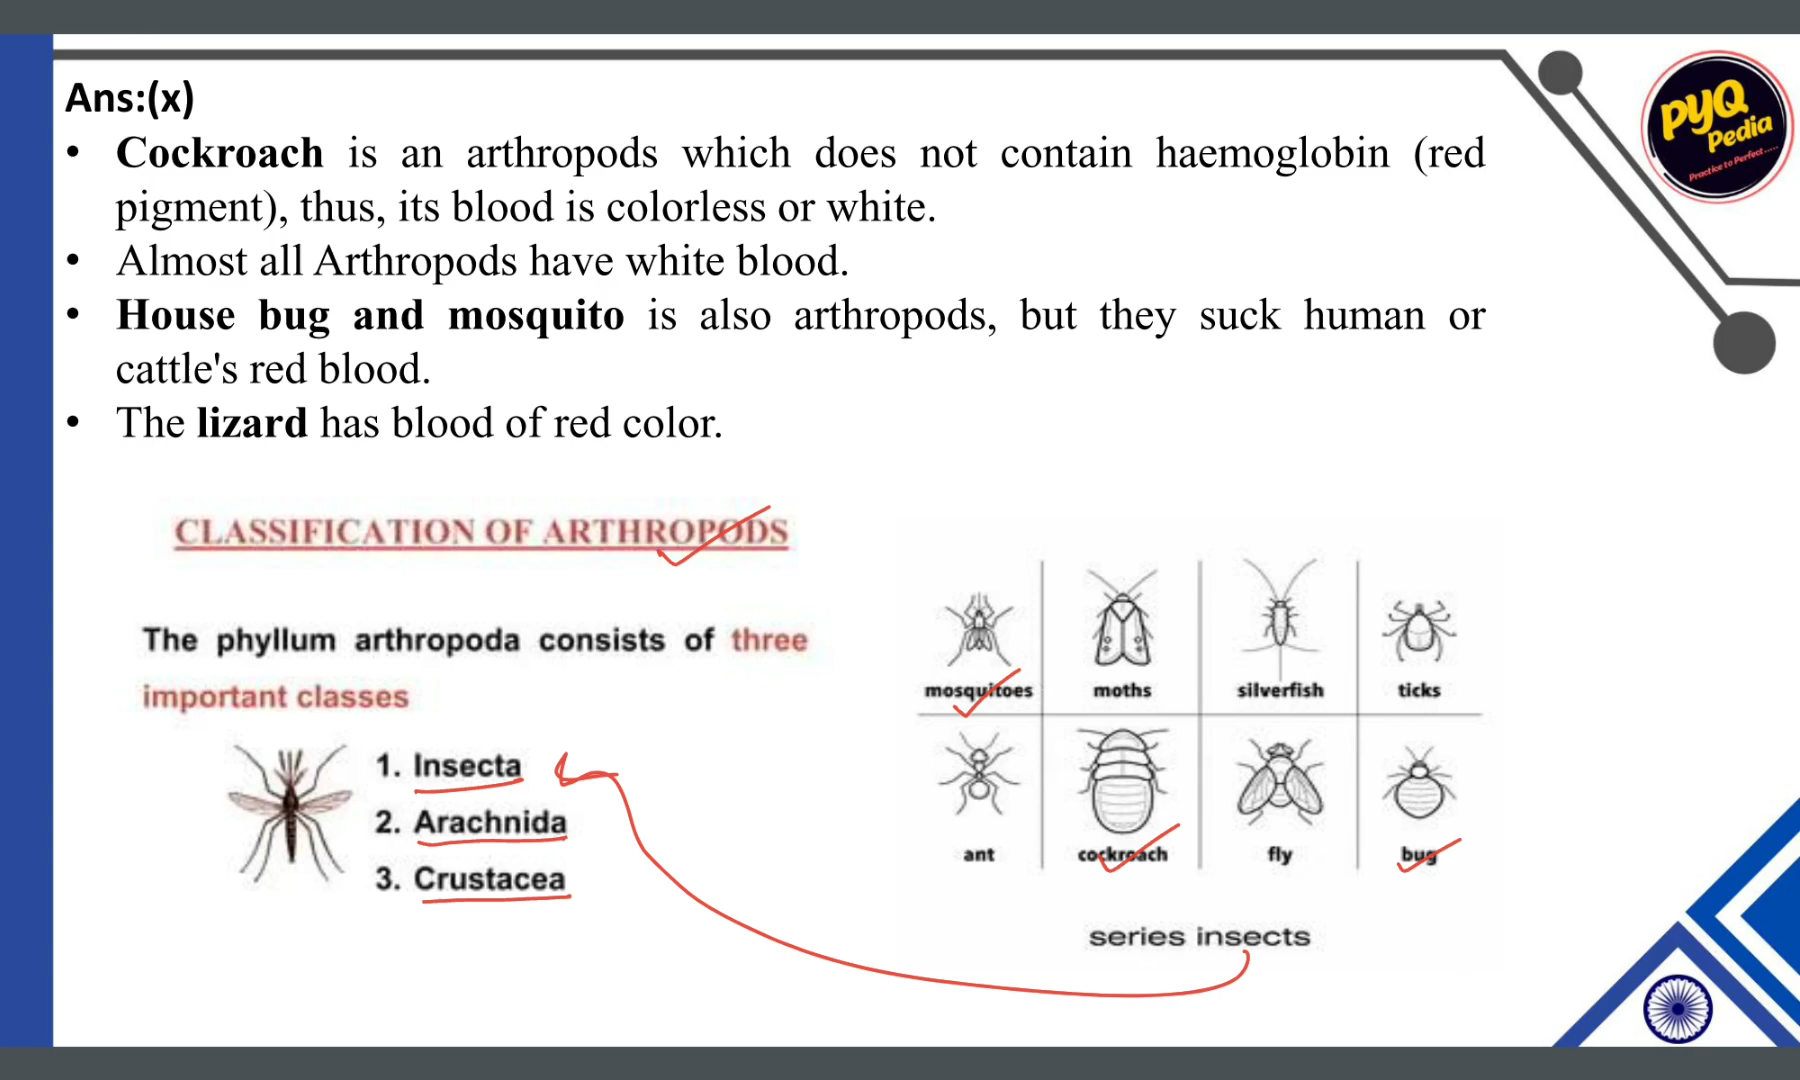 Ans:(x)
• Cockroach is an arthropods which does not contain haemoglobin (red
pigment), thus, its blood is colorless or white.
• Almost all Arthropods have white blood.
• House bug and mosquito is also arthropods, but they suck human or
cattle's red blood.
• The lizard has blood of red color.
PYQ
Pedia
Practice to Perfect.....
CLASSIFICATION OF ARTHROPODS
The phyllum arthropoda consists of three
important classes
1. Insecta
2. Arachnida
3. Crustacea
mosquitoes moths silverfish ticks
ant cockroach fly bug
series insects